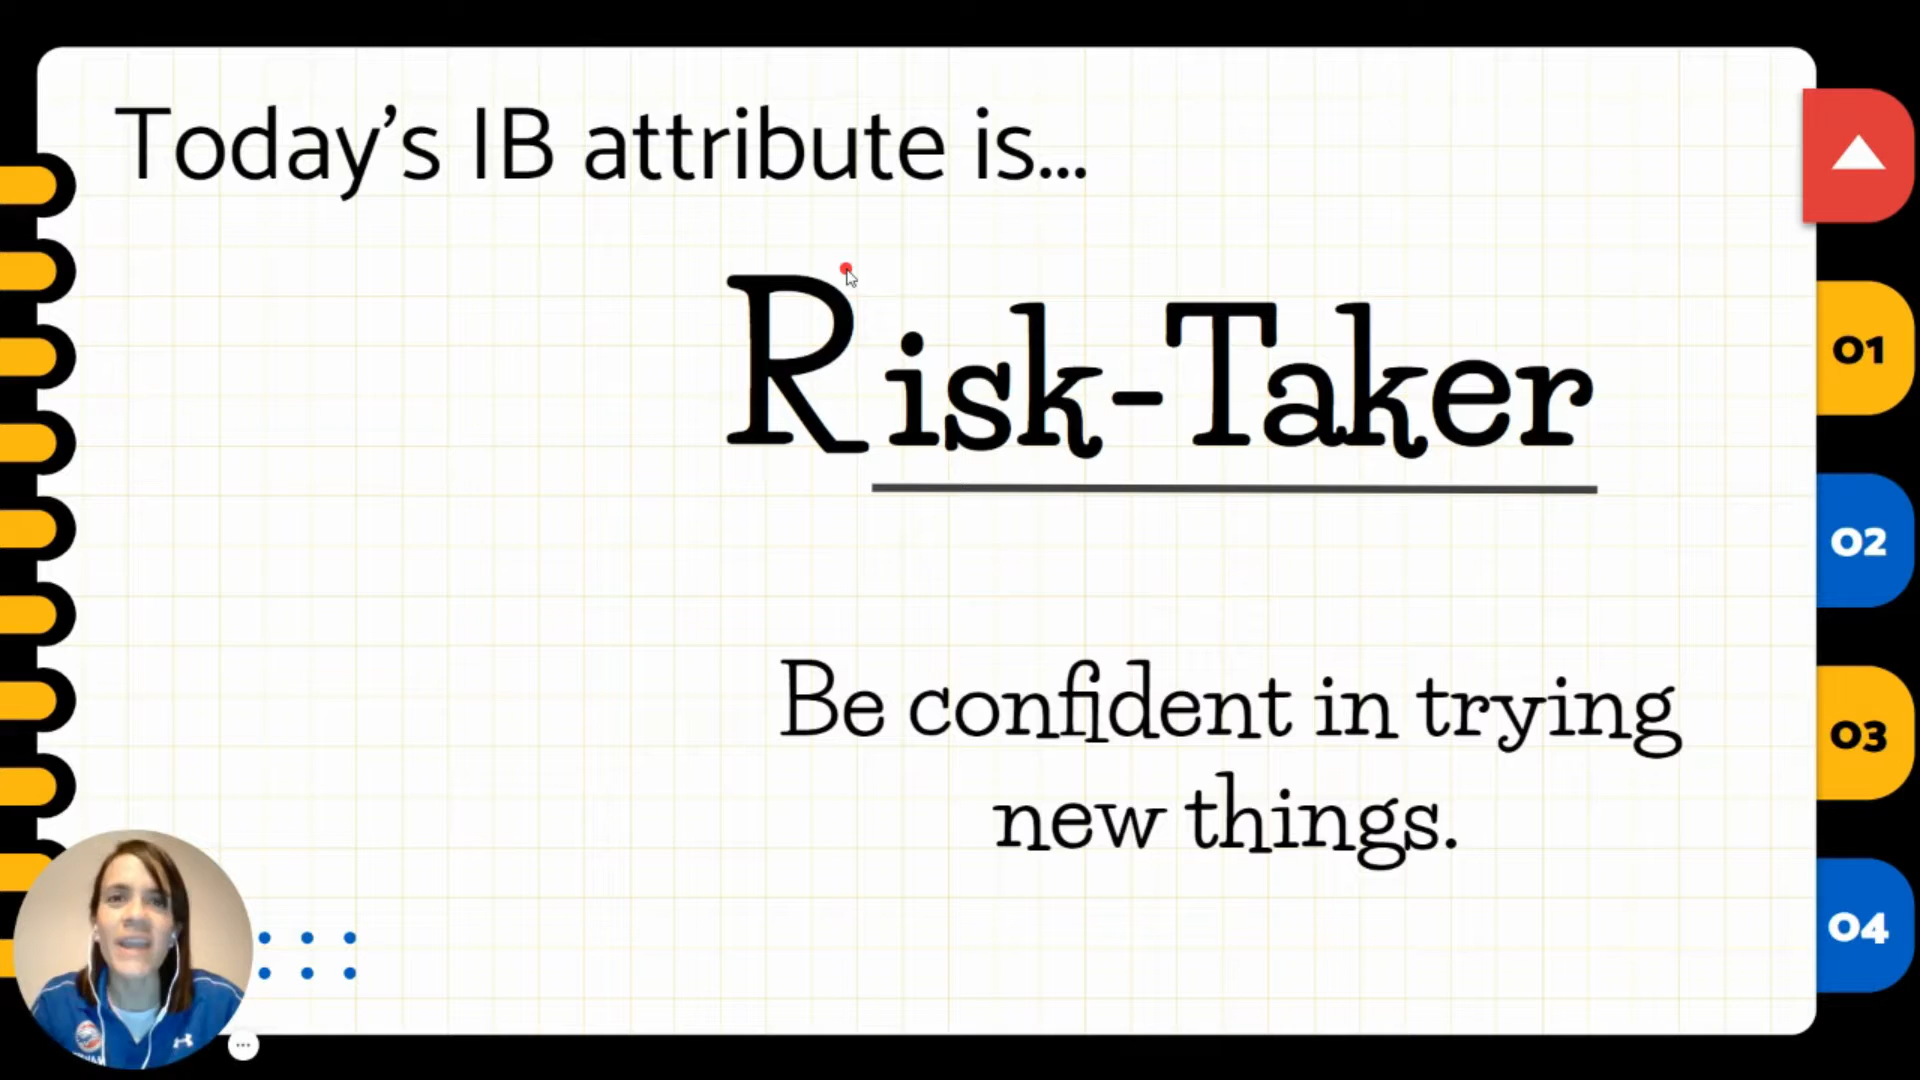 Today’s IB attribute is...
Risk-Taker
Be confident in trying
new things.
01
02
03
04